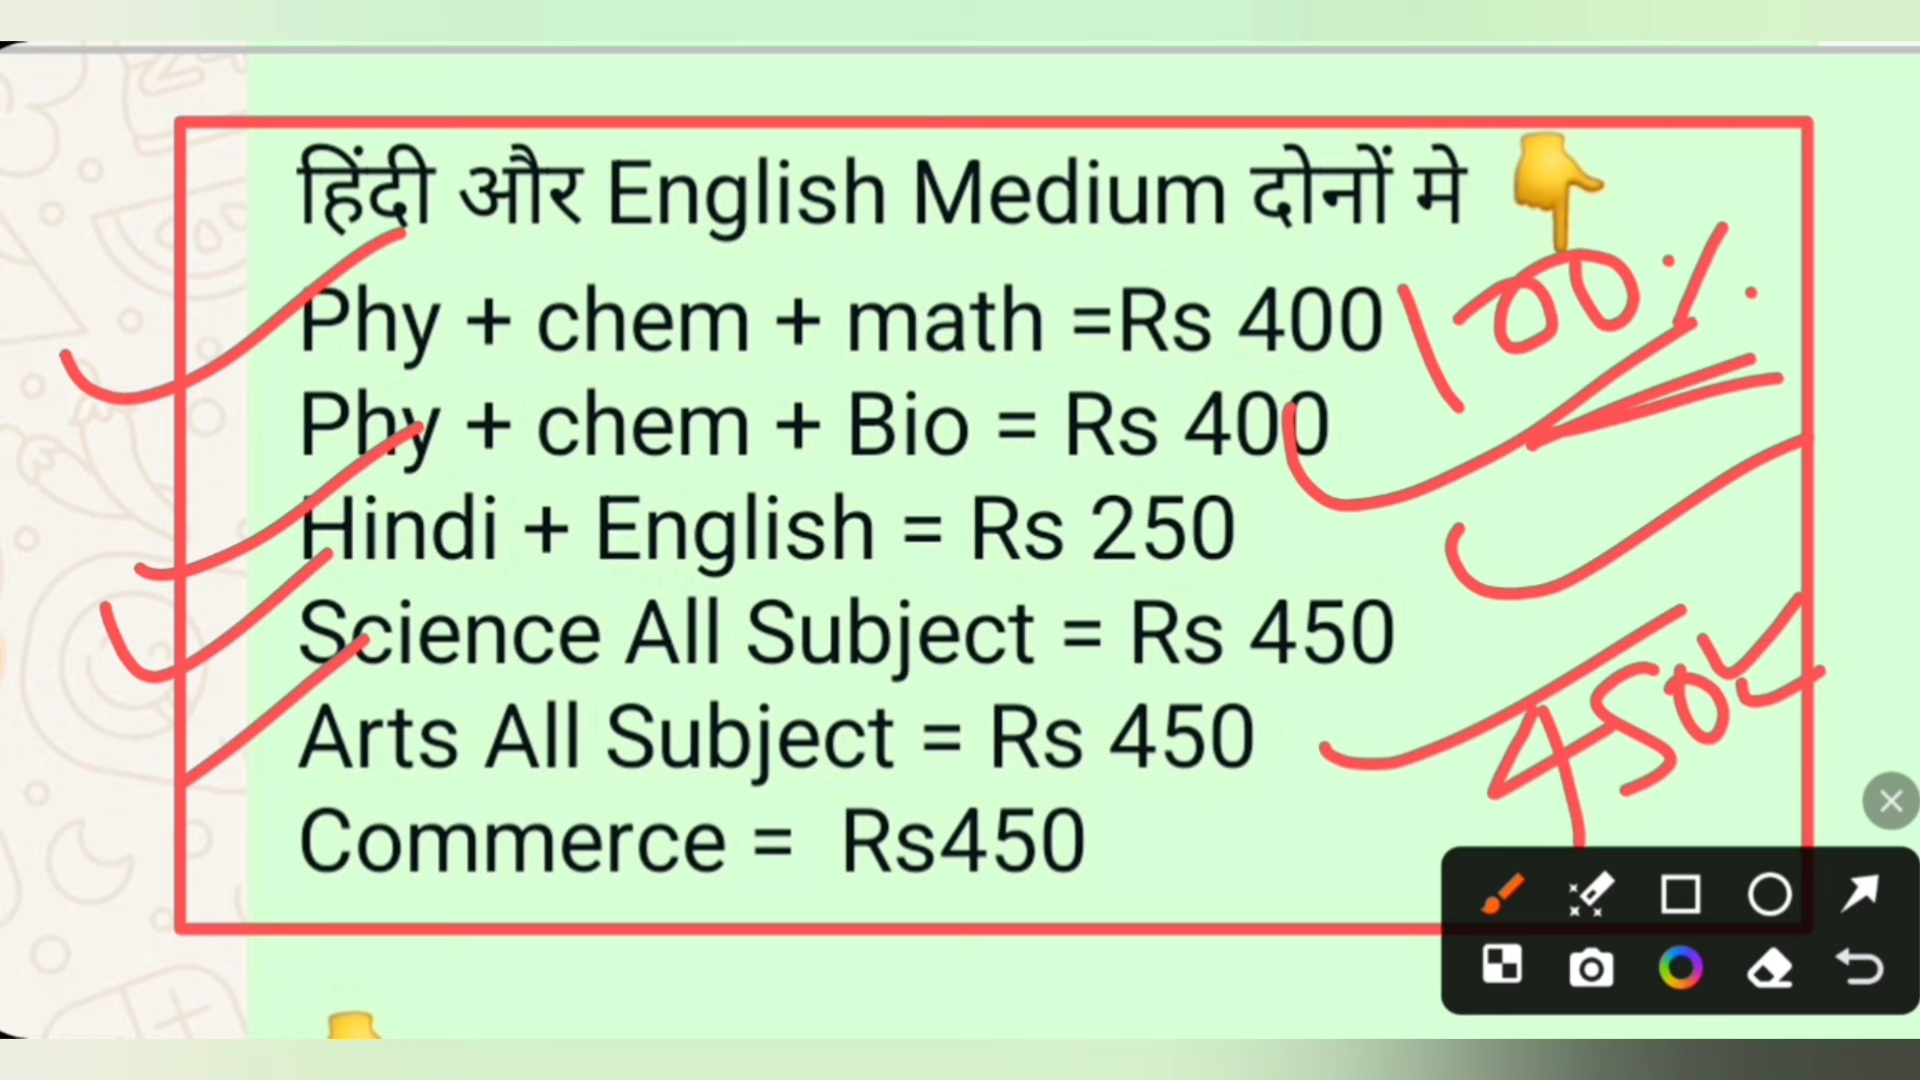 हिंदी और English Medium दोनों मे 👇
Phy + chem + math =Rs 400
100%
Phy + chem + Bio = Rs 400
Hindi + English = Rs 250
Science All Subject = Rs 450
450
Arts All Subject = Rs 450
Commerce = Rs450